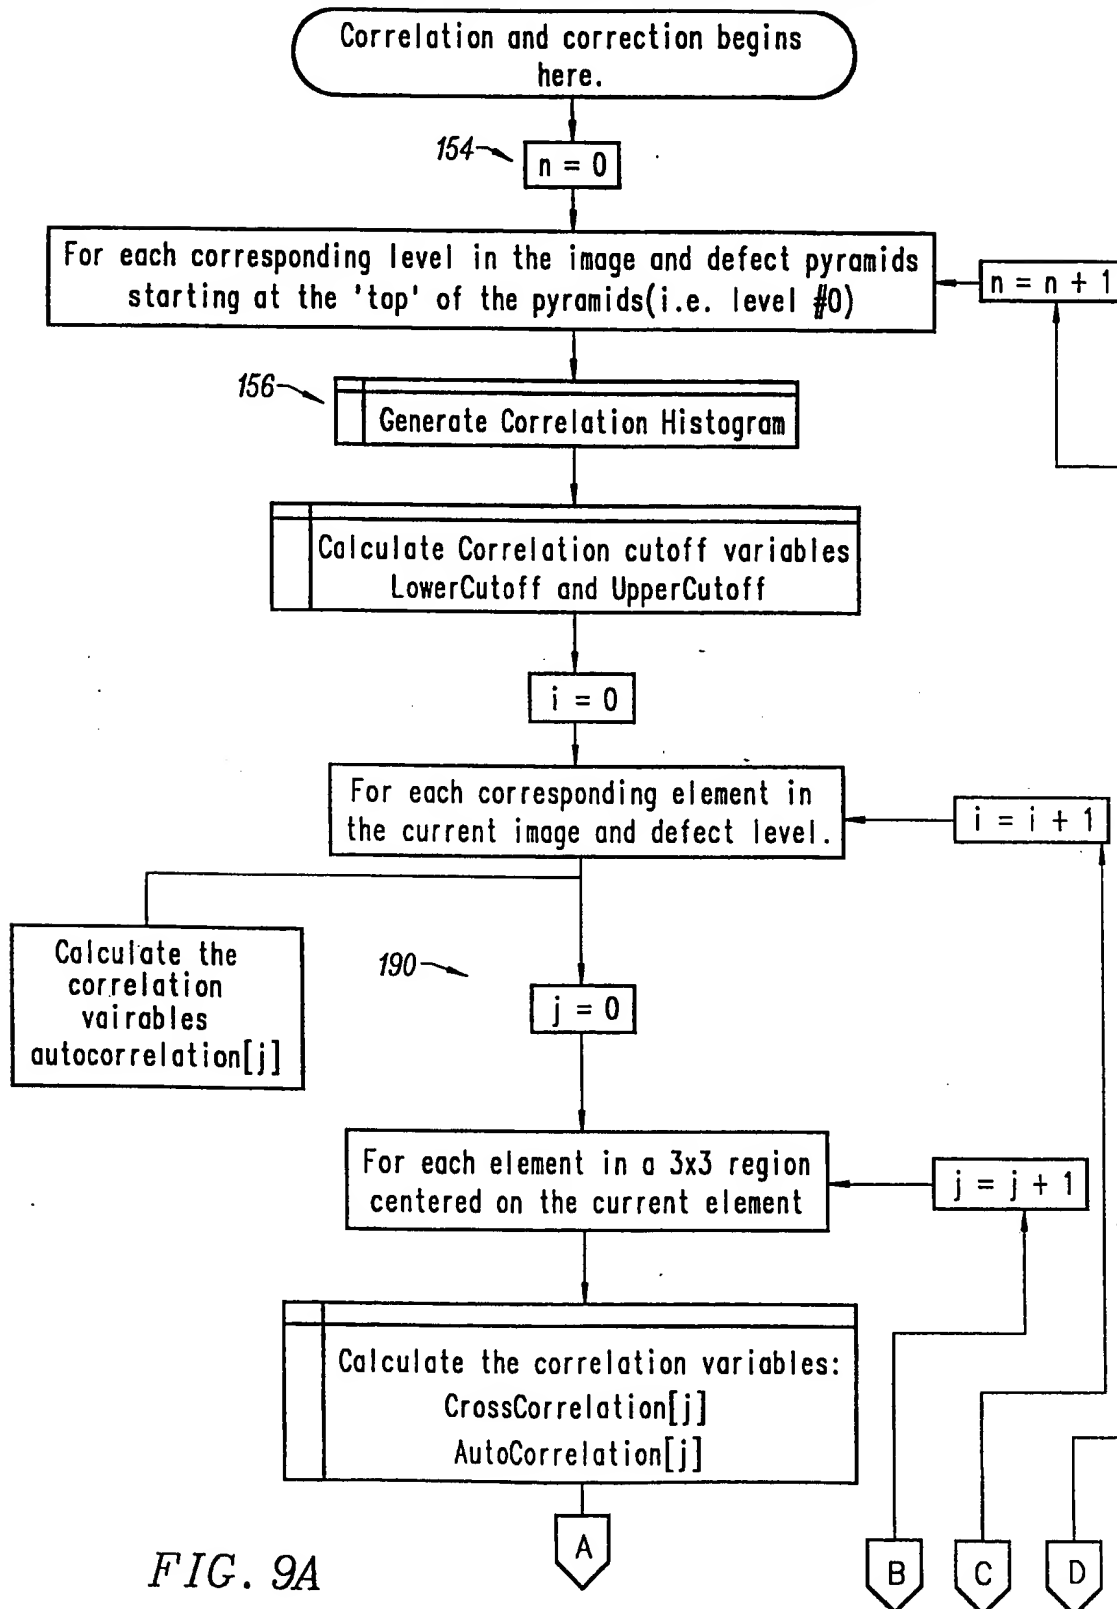 Correlation and correction begins
here.
154
n = 0
For each corresponding level in the image and defect pyramids
starting at the 'top' of the pyramids(i.e. level #0)
n = n + 1
156
Generate Correlation Histogram
Calculate Correlation cutoff variables
LowerCutoff and UpperCutoff
i = 0
For each corresponding element in
the current image and defect level.
i = i + 1
Calculate the
correlation
vairables
autocorrelation[j]
190
j = 0
For each element in a 3x3 region
centered on the current element
j = j + 1
Calculate the correlation variables:
CrossCorrelation[j]
AutoCorrelation[j]
A
B
C
D
FIG. 9A